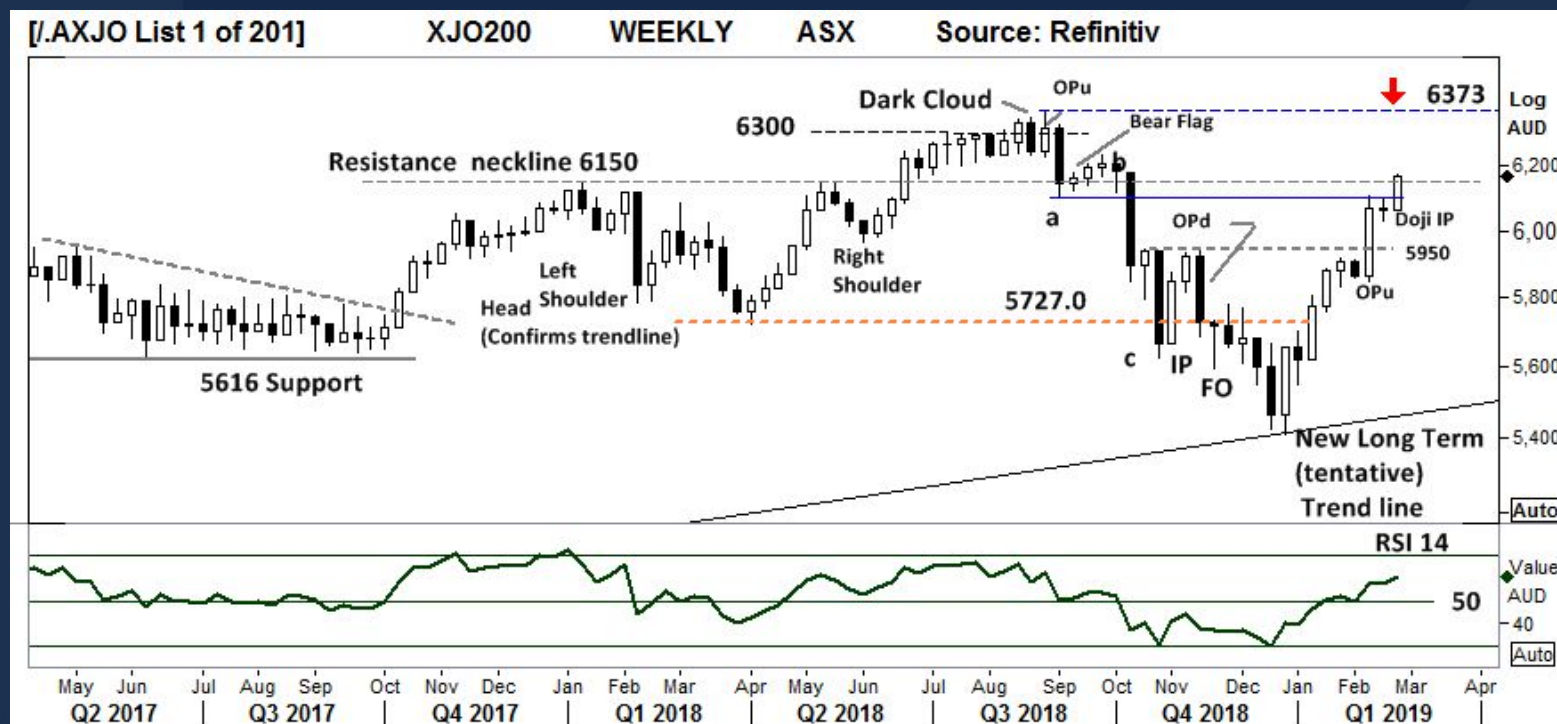 [/.AXJO List 1 of 201] XJO200 WEEKLY ASX Source: Refinitiv
Dark Cloud
OPu
6373
Log
AUD
6300
Bear Flag
Resistance neckline 6150
b
6,200
a
OPd
Doji IP
6,000
5950
Left
Shoulder
Right
Shoulder
Head
(Confirms trendline)
5727.0
OPu
5,800
c
IP
FO
5,600
5616 Support
5,400
New Long Term
(tentative)
Trend line
Auto
RSI 14
Value
AUD
50
40
Auto
May Jun Jul Aug Sep Oct Nov Dec Jan Feb Mar Apr May Jun Jul Aug Sep Oct Nov Dec Jan Feb Mar Apr
Q2 2017 Q3 2017 Q4 2017 Q1 2018 Q2 2018 Q3 2018 Q4 2018 Q1 2019